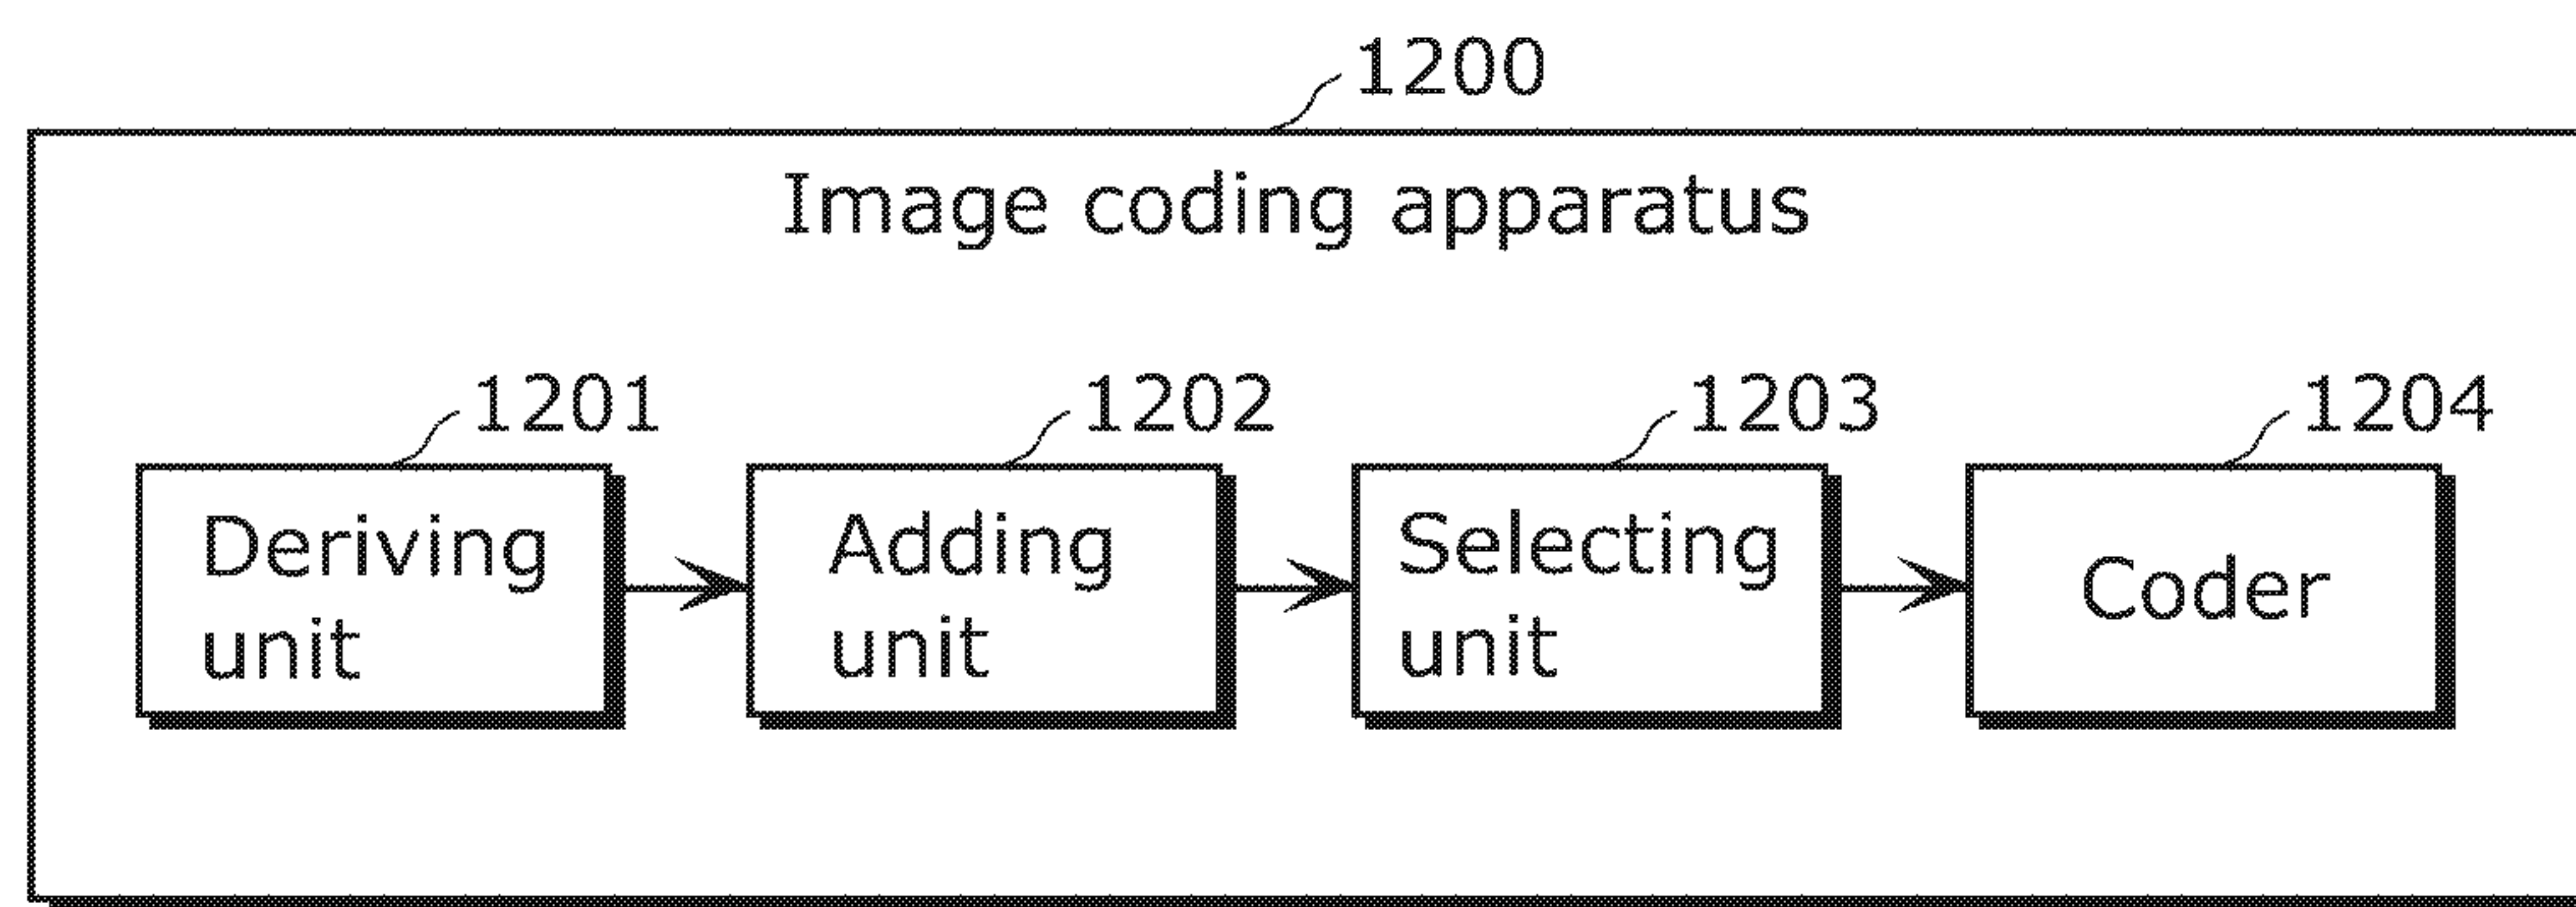 1200
Image coding apparatus
1201
1202
1203
1204
Deriving
unit
Adding
unit
Selecting
unit
Coder